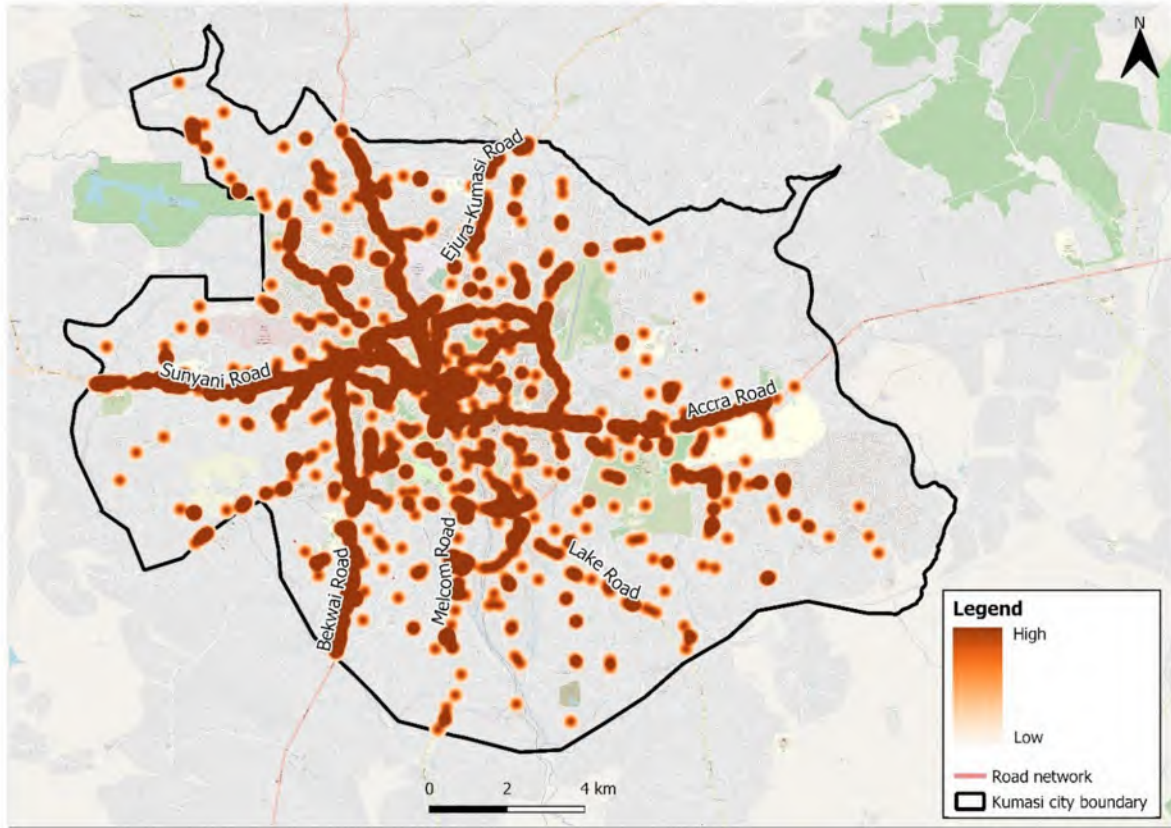 N
Ejura-Kumasi Road
Sunyani Road
Accra Road
Lake Road
Melcom Road
Bekwai Road
Legend
High
Low
Road network
Kumasi city boundary
0 2 4 km